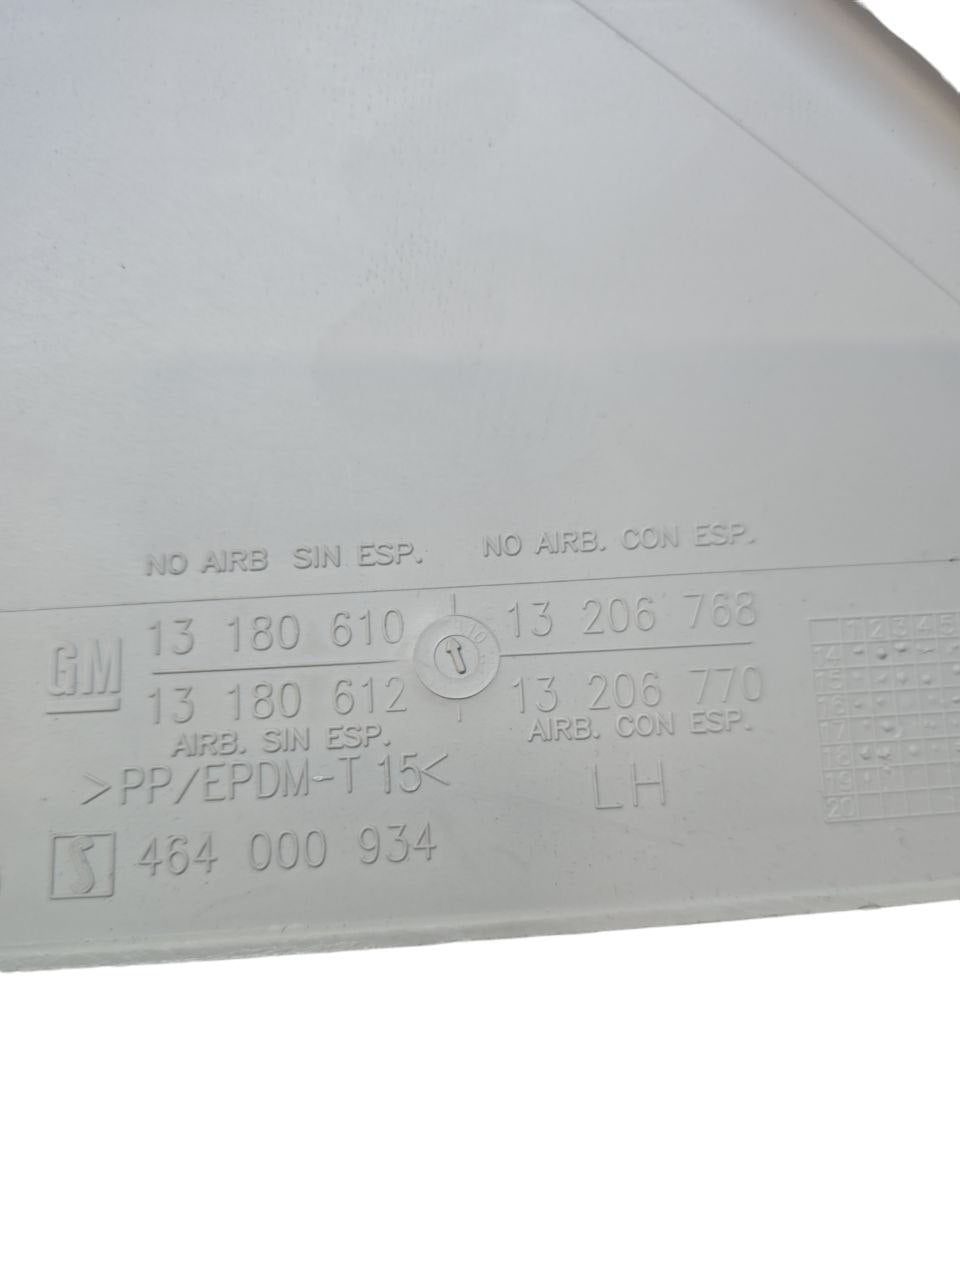 NO AIRB SIN ESP. NO AIRB. CON ESP.
GM 13 180 610 13 206 768
13 180 612 13 206 770
AIRB. SIN ESP. AIRB. CON ESP.
>PP/EPDM-T 15<
LH
S 464 000 934
10
1 2 3 4 5
14
15
16
17
18
19
20